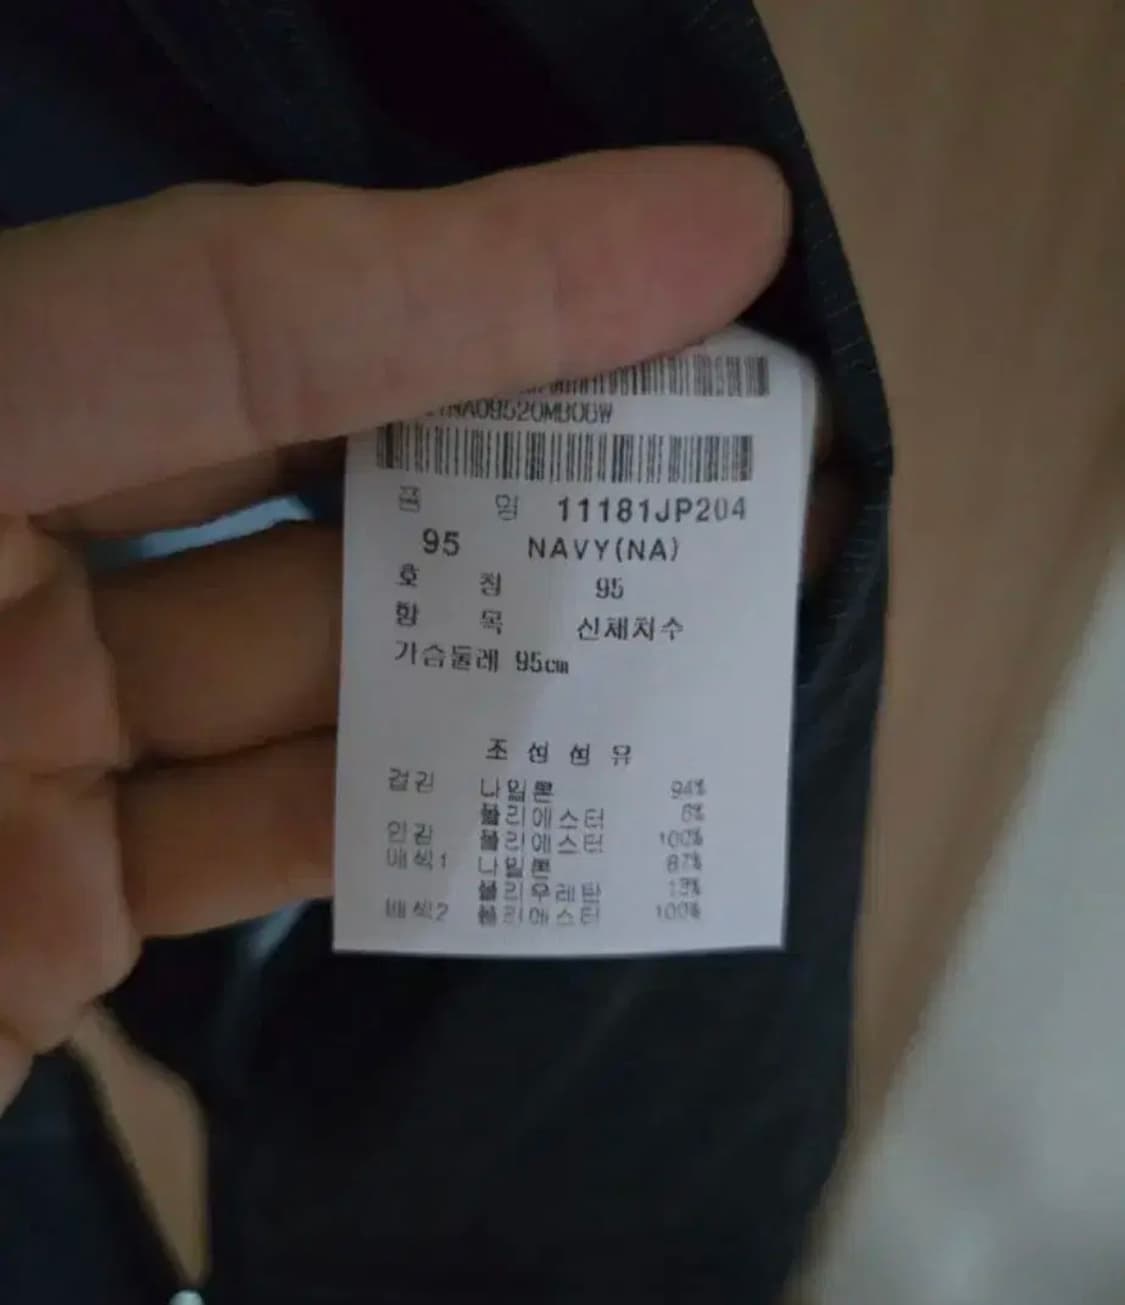 NA09520MB0GW
품 명 11181JP204
95 NAVY(NA)
호 칭 95
항 목 신체치수
가슴둘레 95cm
조 성 섬 유
겉감 나일론 94%
폴리에스터 6%
안감 폴리에스터 100%
배색1 나일론 87%
폴리우레탄 13%
배색2 폴리에스터 100%